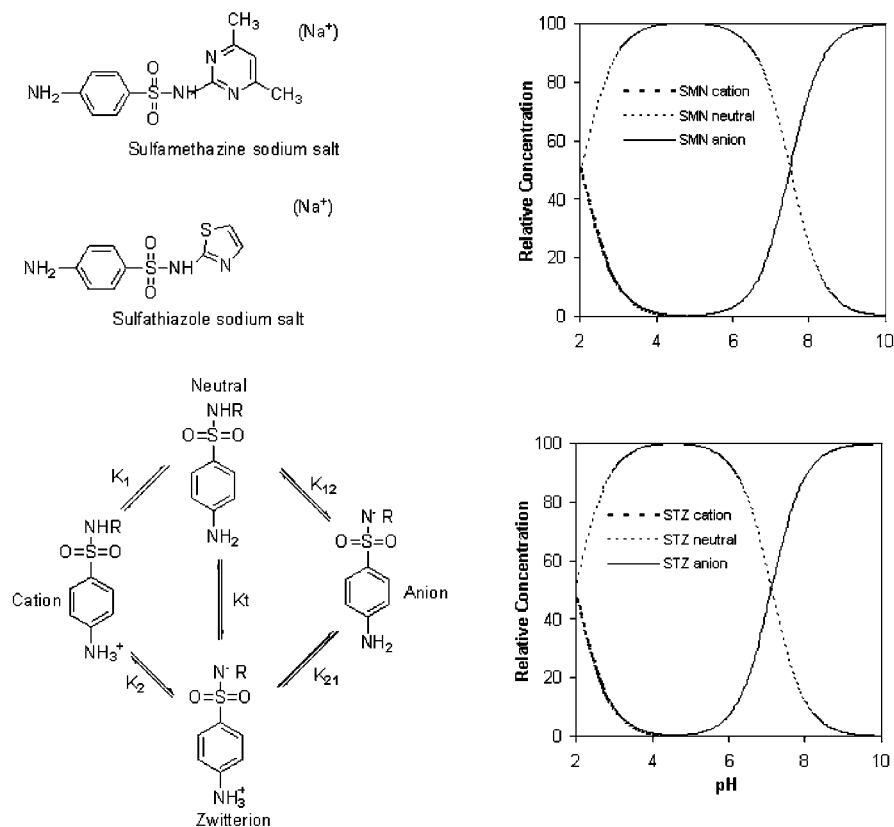 CH₃
(Na⁺)
N
O
NH₂
S
NH
N
CH₃
O
Sulfamethazine sodium salt
(Na⁺)
S
O
NH₂
S
NH
N
O
Sulfathiazole sodium salt
Neutral
NHR
O=S=O
K₁
K₁₂
NHR
N⁻ R
O=S=O
NH₂
O=S=O
Cation
Kt
Anion
NH₃⁺
NH₂
K₂
N⁻ R
K₂₁
O=S=O
NH₃⁺
Zwitterion
Relative Concentration
100
80
60
40
20
0
SMN cation
SMN neutral
SMN anion
2 4 6 8 10
Relative Concentration
100
80
60
40
20
0
STZ cation
STZ neutral
STZ anion
2 4 6 8 10
pH